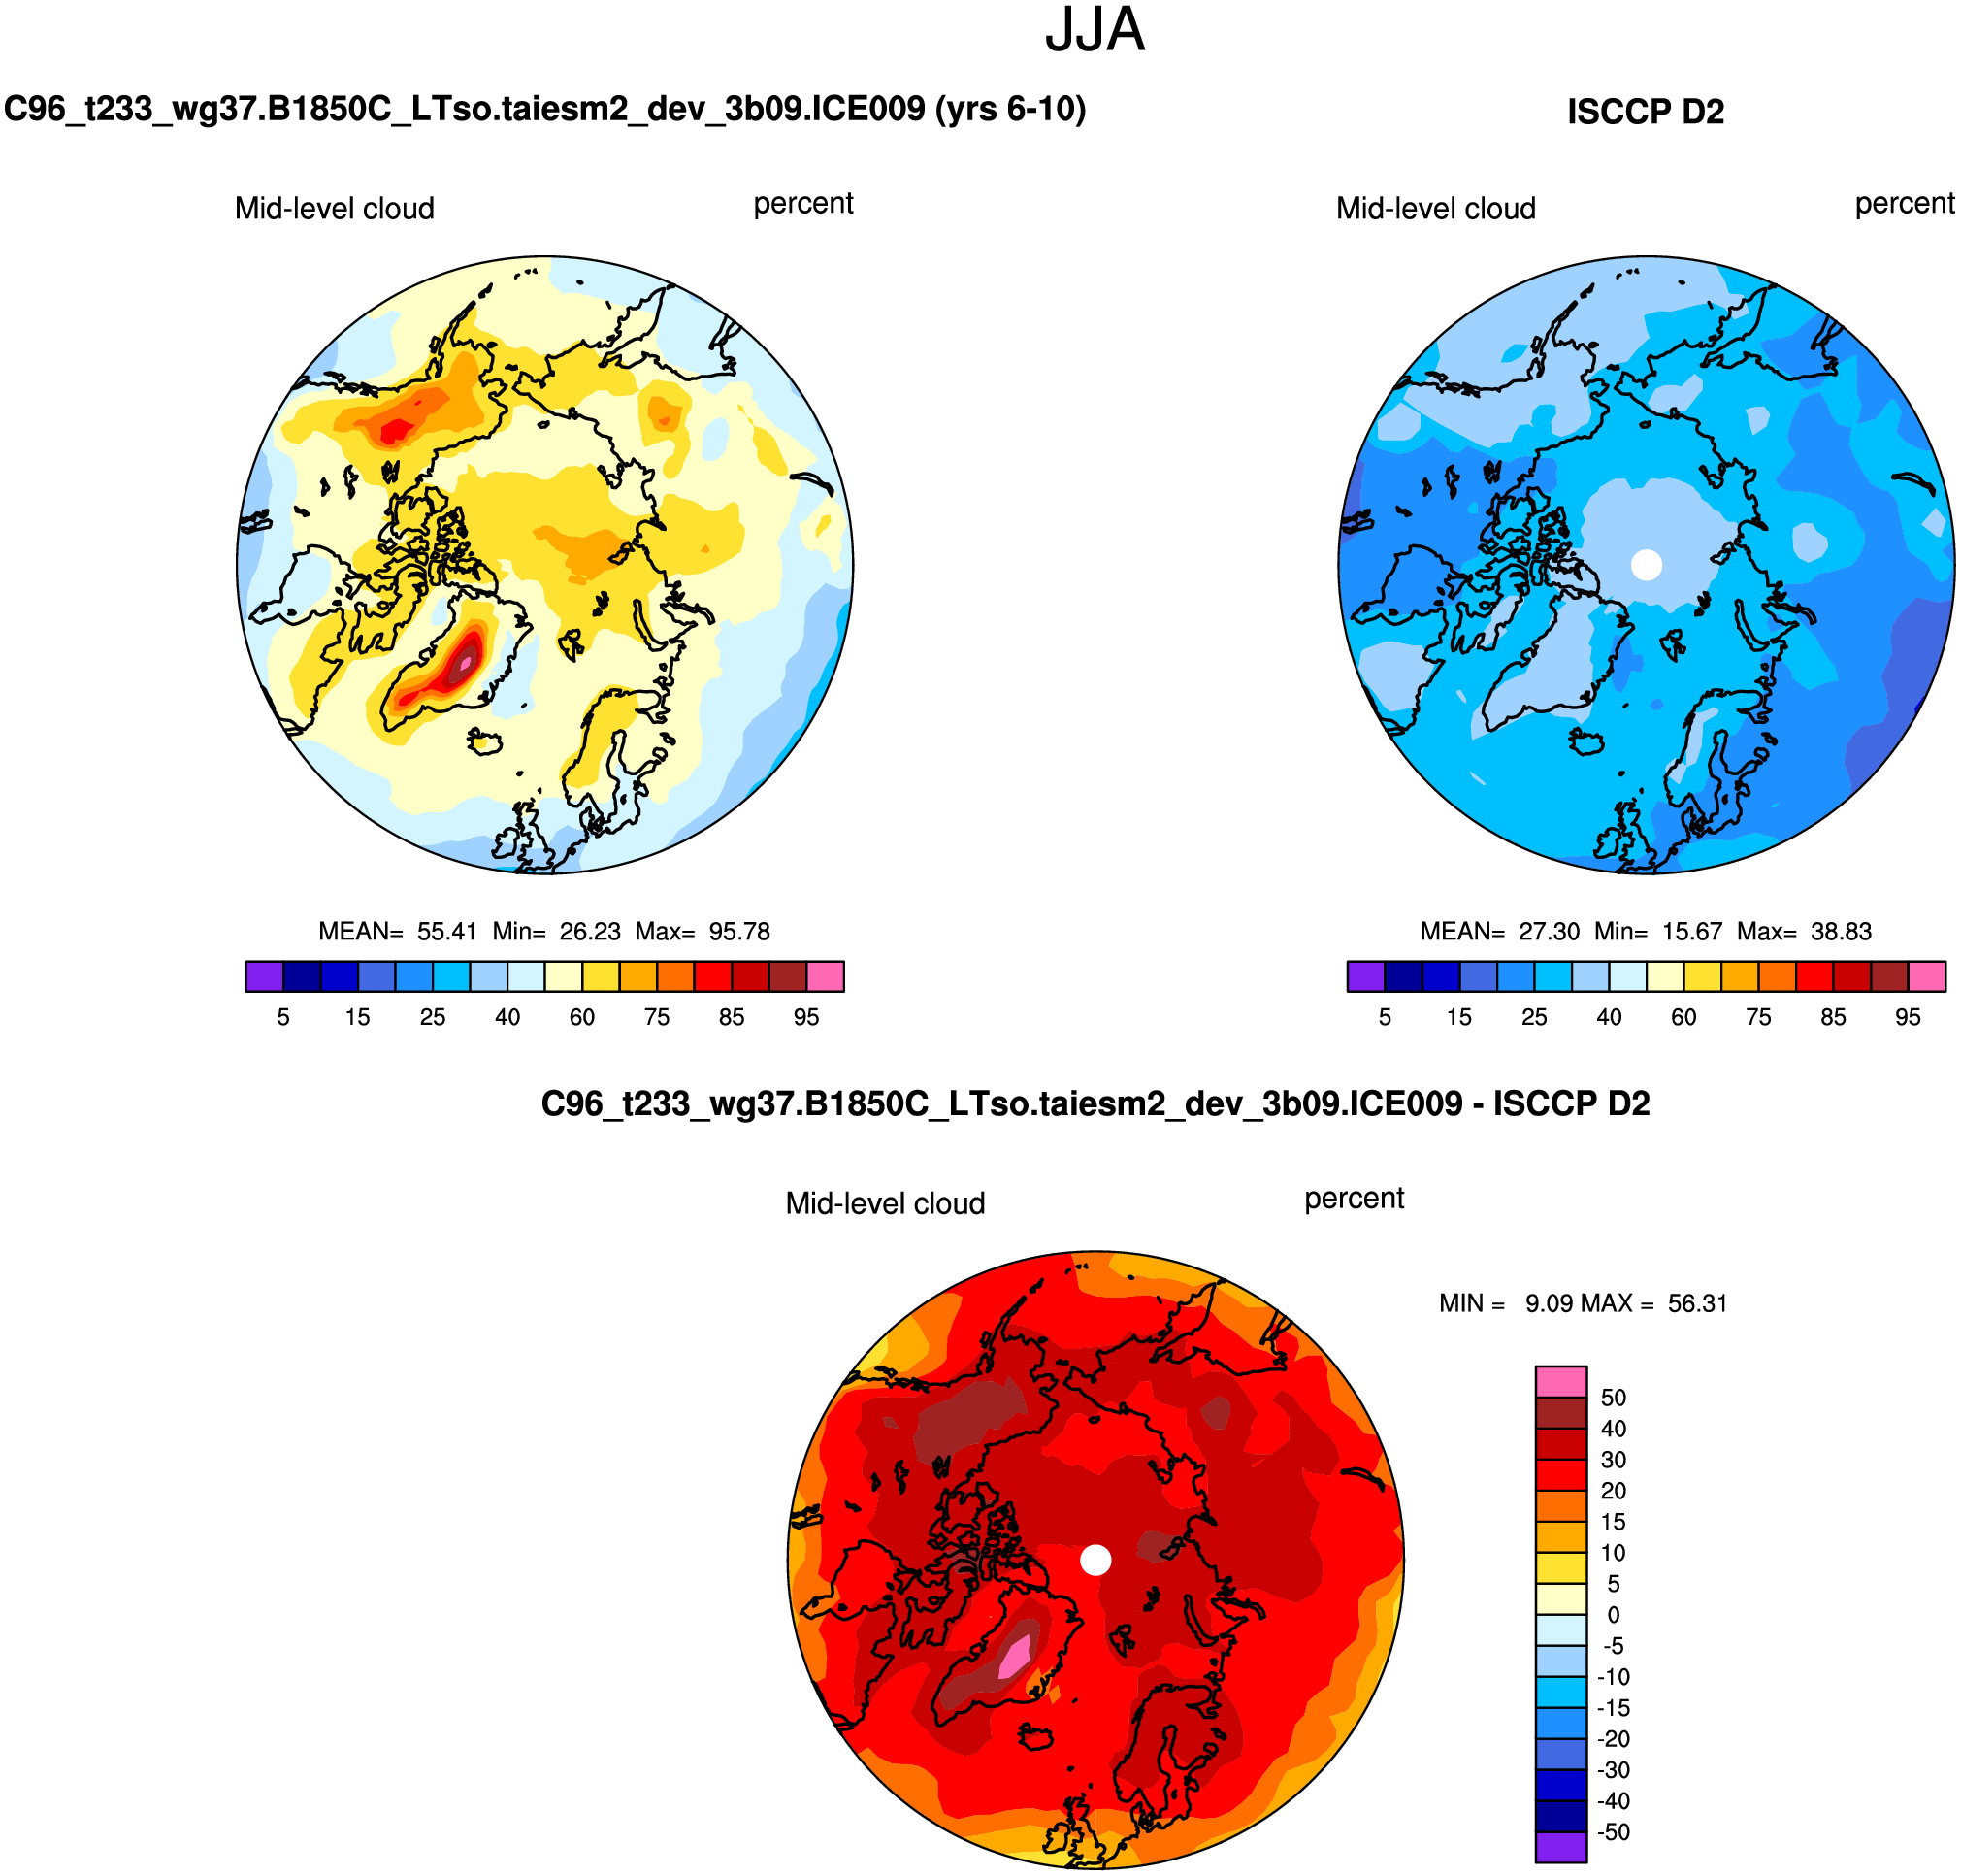 JJA
C96_t233_wg37.B1850C_LTso.taiesm2_dev_3b09.ICE009 (yrs 6-10)
ISCCP D2
Mid-level cloud percent
Mid-level cloud percent
MEAN= 55.41 Min= 26.23 Max= 95.78
MEAN= 27.30 Min= 15.67 Max= 38.83
5 15 25 40 60 75 85 95
5 15 25 40 60 75 85 95
C96_t233_wg37.B1850C_LTso.taiesm2_dev_3b09.ICE009 - ISCCP D2
Mid-level cloud percent
MIN = 9.09 MAX = 56.31
50
40
30
20
15
10
5
0
-5
-10
-15
-20
-30
-40
-50